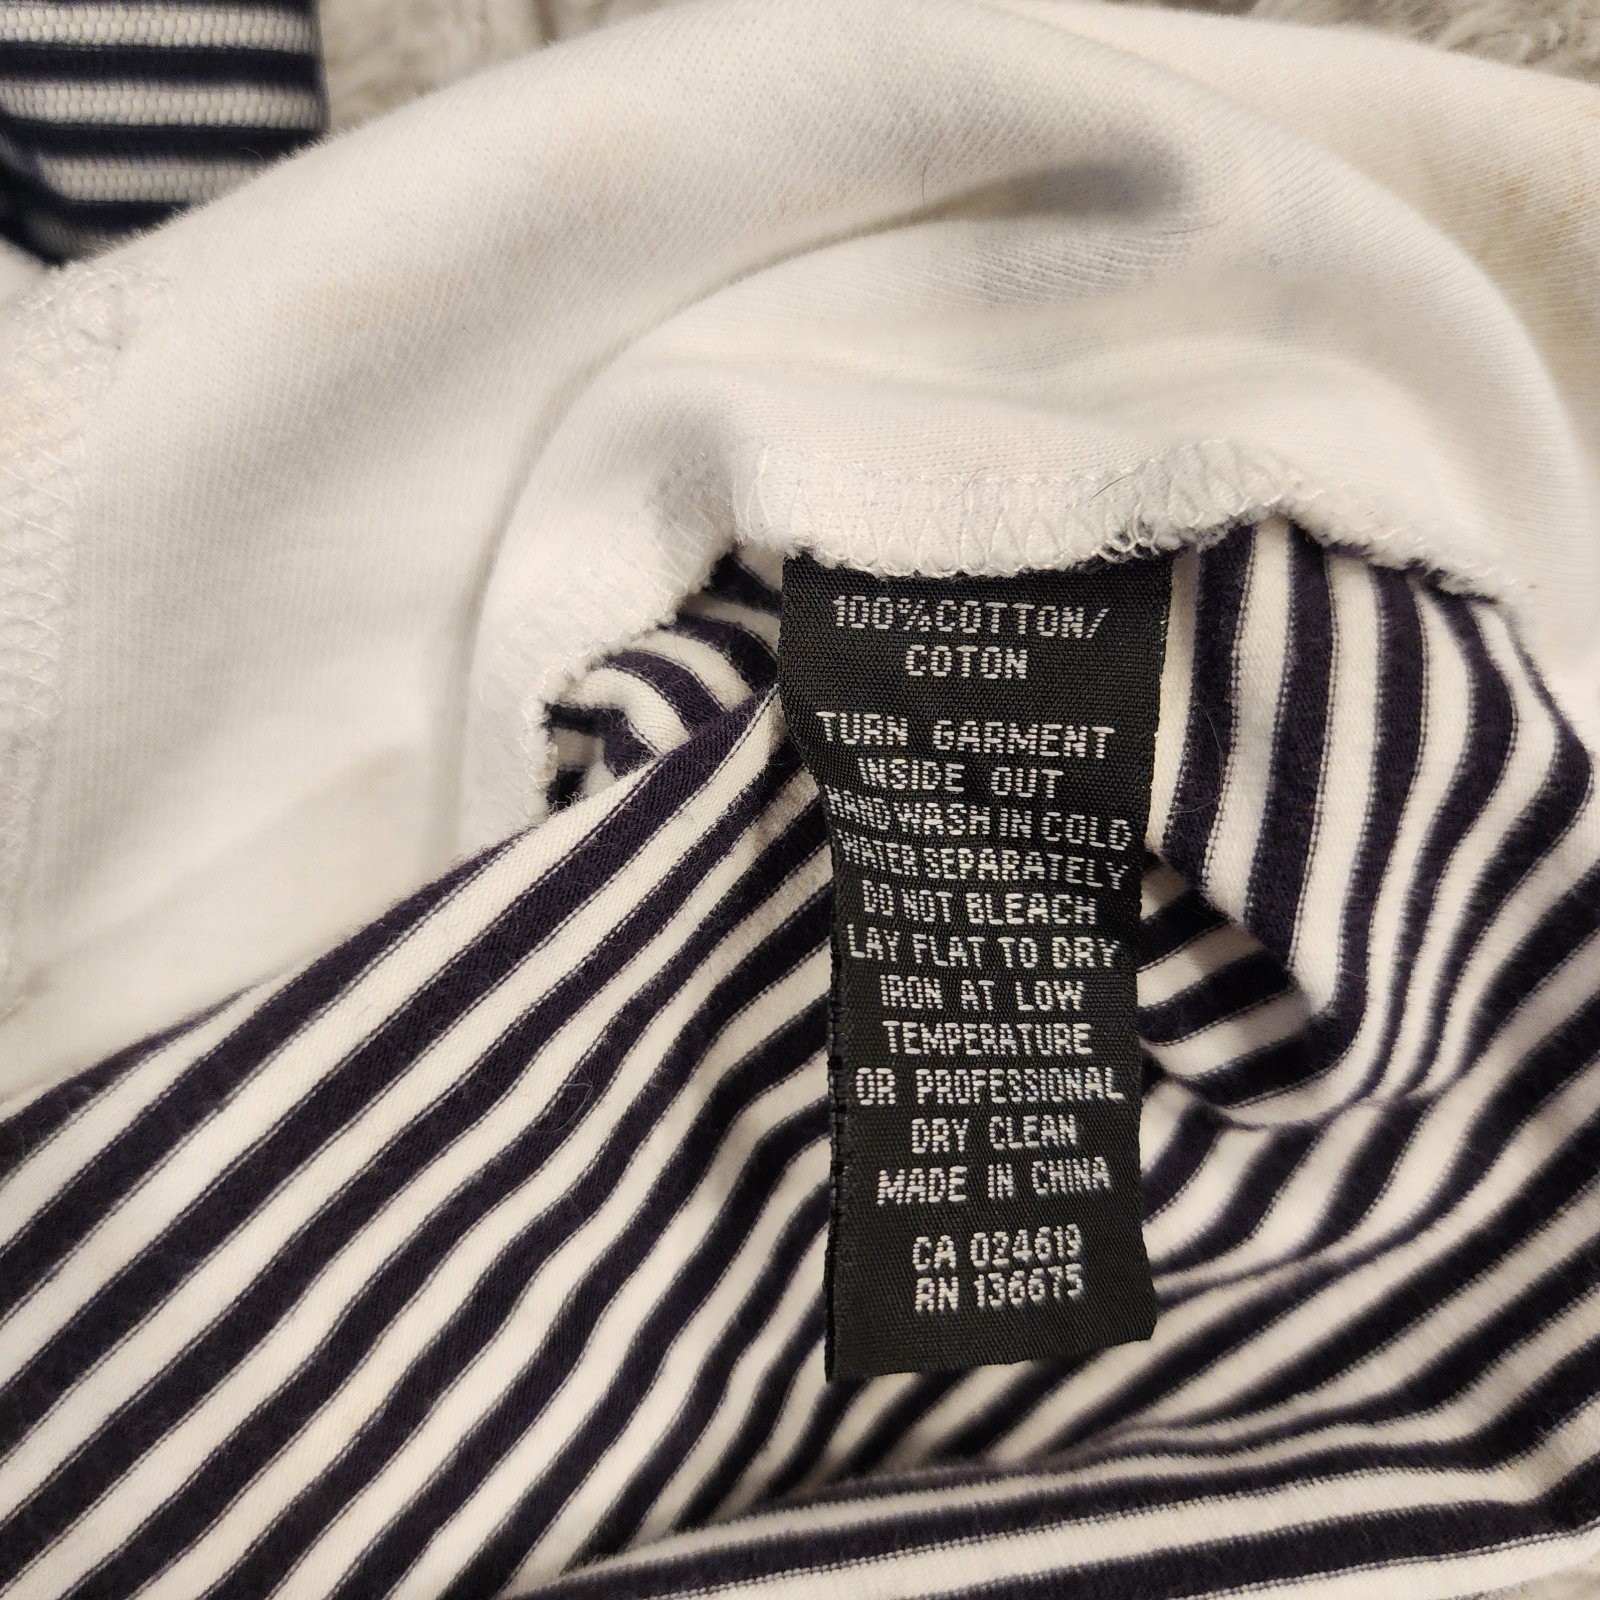 100%COTTON/
COTON
TURN GARMENT
INSIDE OUT
HAND WASH IN COLD
WATER SEPARATELY
DO NOT BLEACH
LAY FLAT TO DRY
IRON AT LOW
TEMPERATURE
OR PROFESSIONAL
DRY CLEAN
MADE IN CHINA
CA 024619
RN 136675